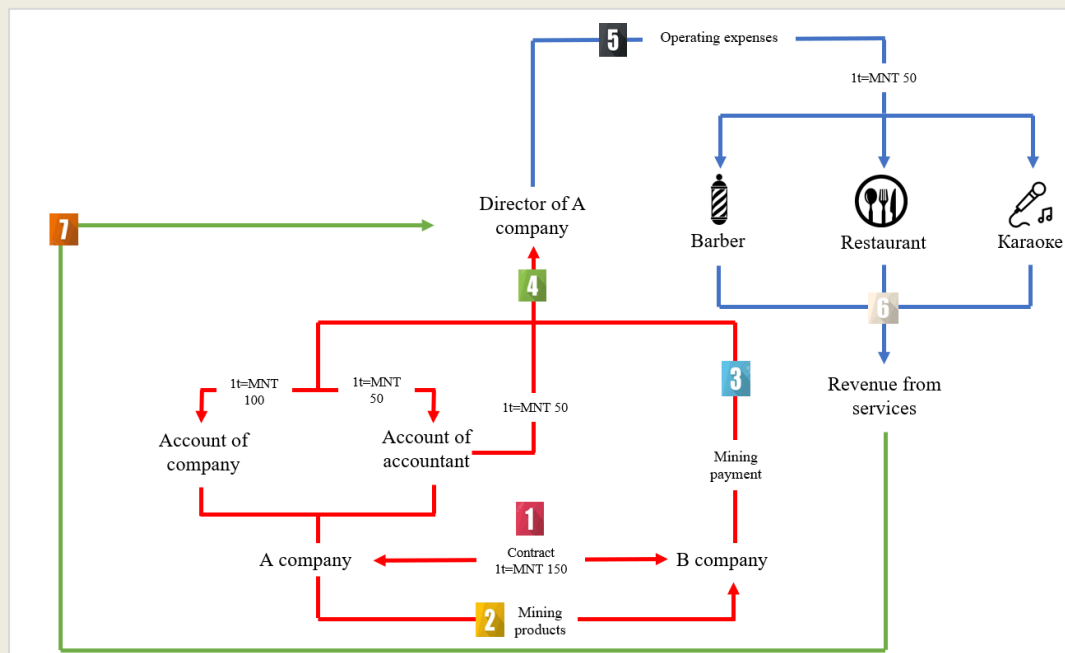 5
Operating expenses
1t=MNT 50
Barber
Restaurant
Караоке
7
Director of A
company
4
6
3
1t=MNT
100
1t=MNT
50
1t=MNT 50
Revenue from
services
Account of
company
Account of
accountant
Mining
payment
1
Contract
1t=MNT 150
A company
B company
2
Mining
products